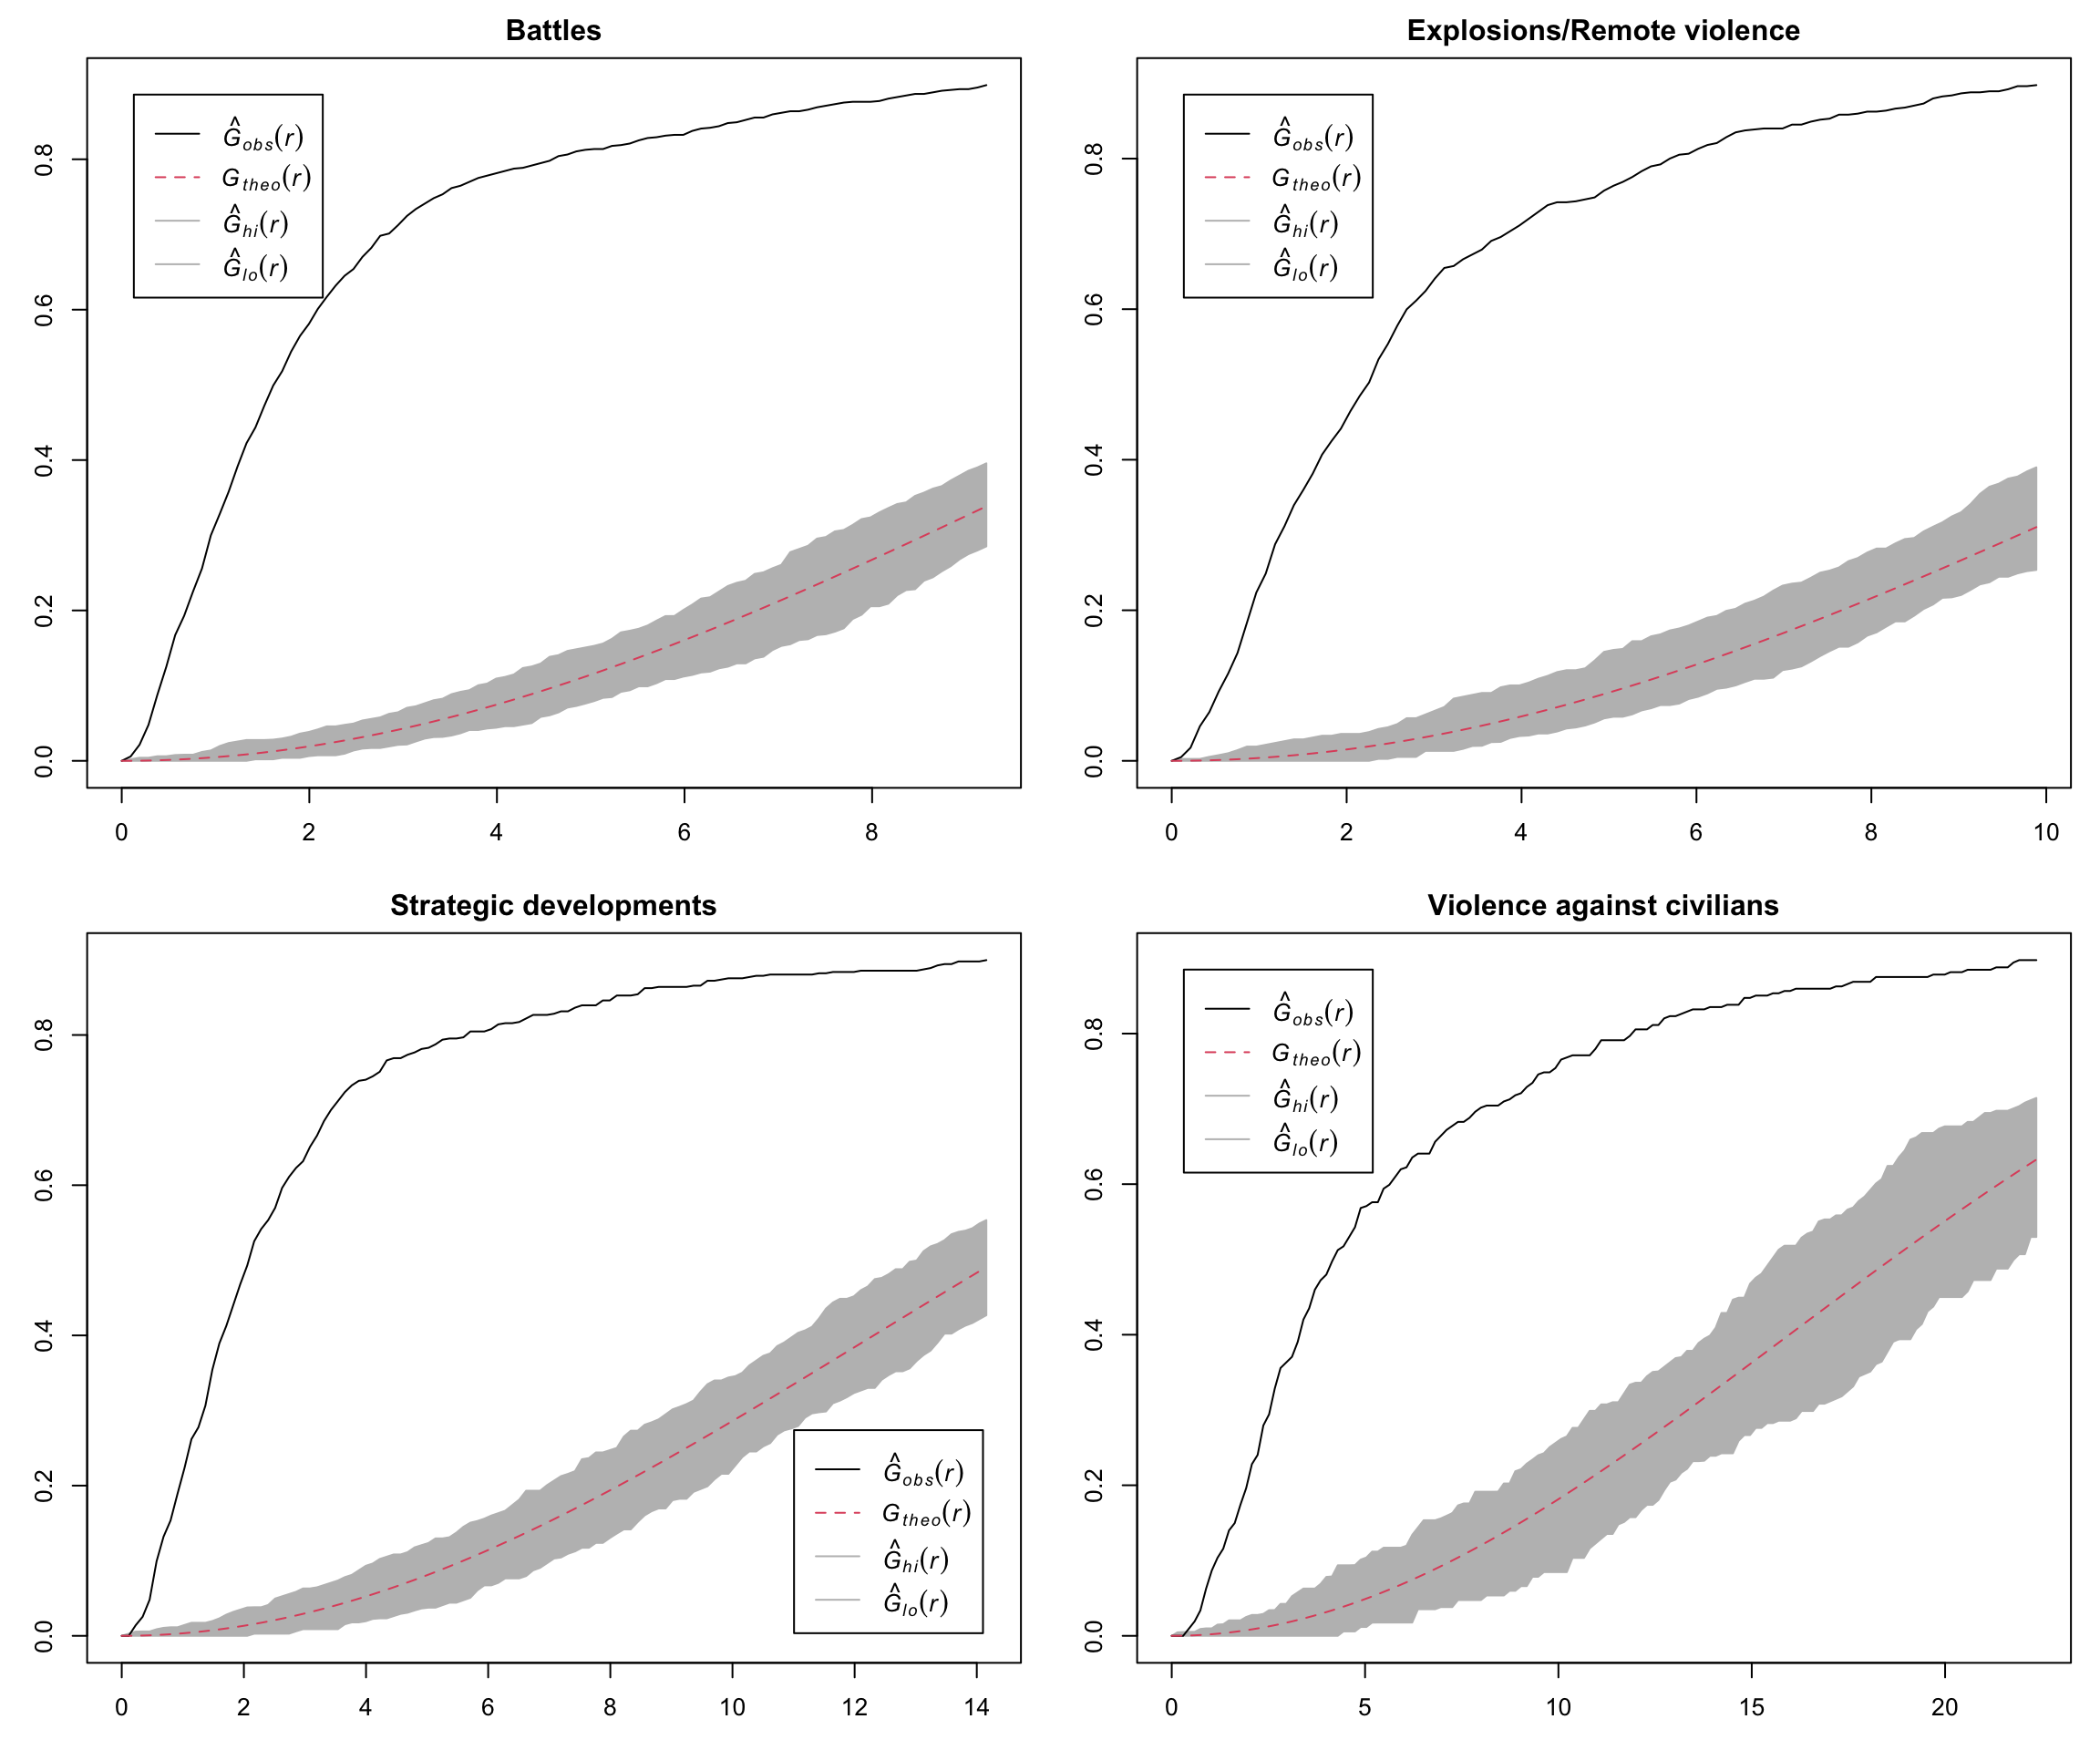 Battles
Ĝobs(r)
Gtheo(r)
Ĝhi(r)
Ĝlo(r)
0.0 0.2 0.4 0.6 0.8
0 2 4 6 8
Explosions/Remote violence
Ĝobs(r)
Gtheo(r)
Ĝhi(r)
Ĝlo(r)
0.0 0.2 0.4 0.6 0.8
0 2 4 6 8 10
Strategic developments
Ĝobs(r)
Gtheo(r)
Ĝhi(r)
Ĝlo(r)
0.0 0.2 0.4 0.6 0.8
0 2 4 6 8 10 12 14
Violence against civilians
Ĝobs(r)
Gtheo(r)
Ĝhi(r)
Ĝlo(r)
0.0 0.2 0.4 0.6 0.8
0 5 10 15 20